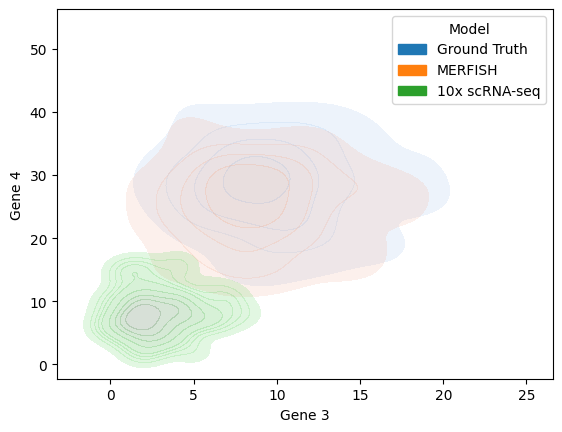 Model
Ground Truth
MERFISH
10x scRNA-seq
50
40
30
20
10
0
Gene 4
0 5 10 15 20 25
Gene 3